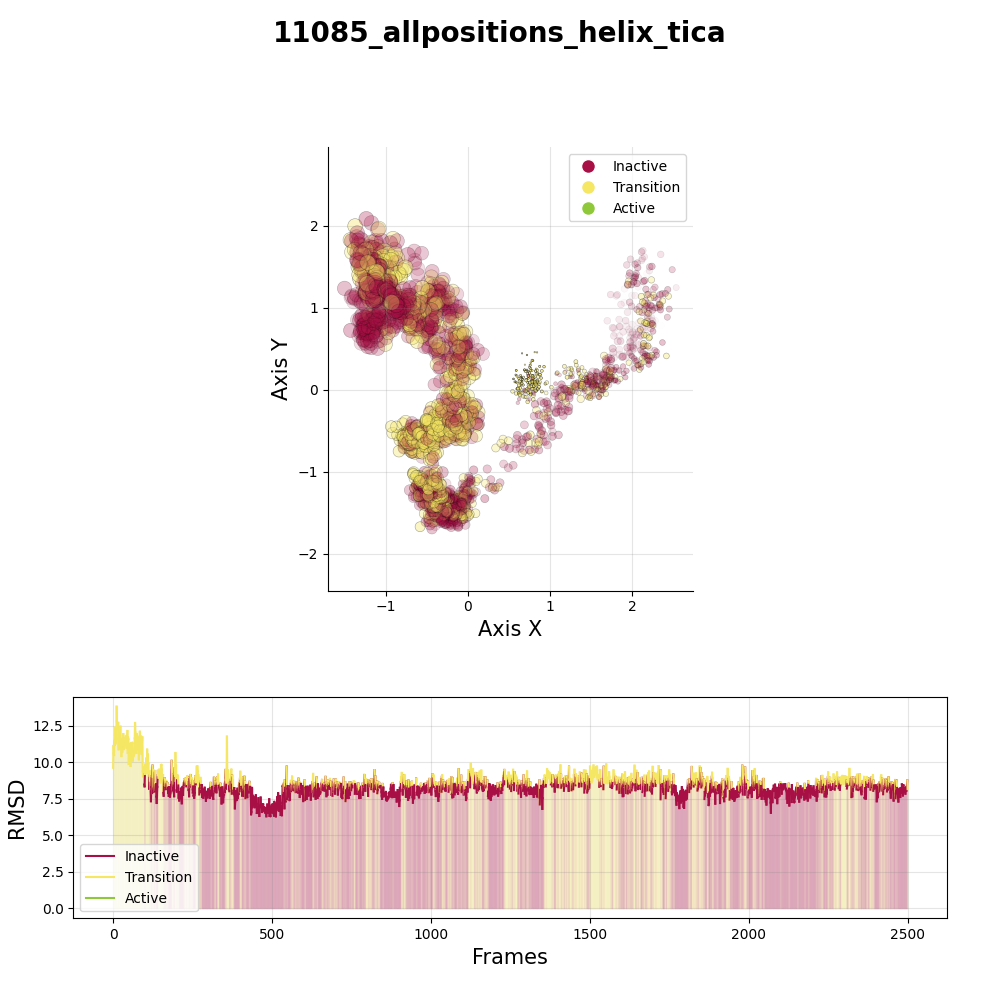 11085_allpositions_helix_tica
Inactive
Transition
Active
2
1
0
−1
−2
Axis Y
−1 0 1 2
Axis X
12.5
10.0
7.5
5.0
2.5
0.0
RMSD
Inactive
Transition
Active
0 500 1000 1500 2000 2500
Frames